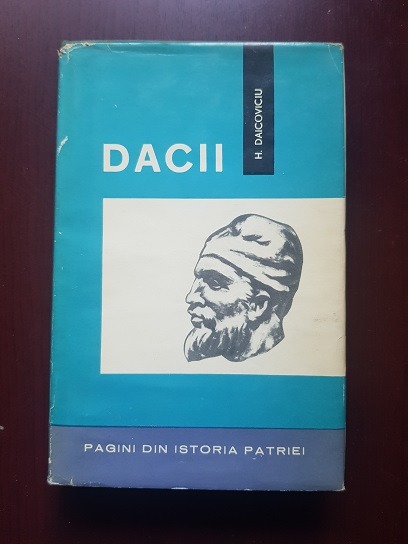 H. DAICOVICIU
DACII
PAGINI DIN ISTORIA PATRIEI